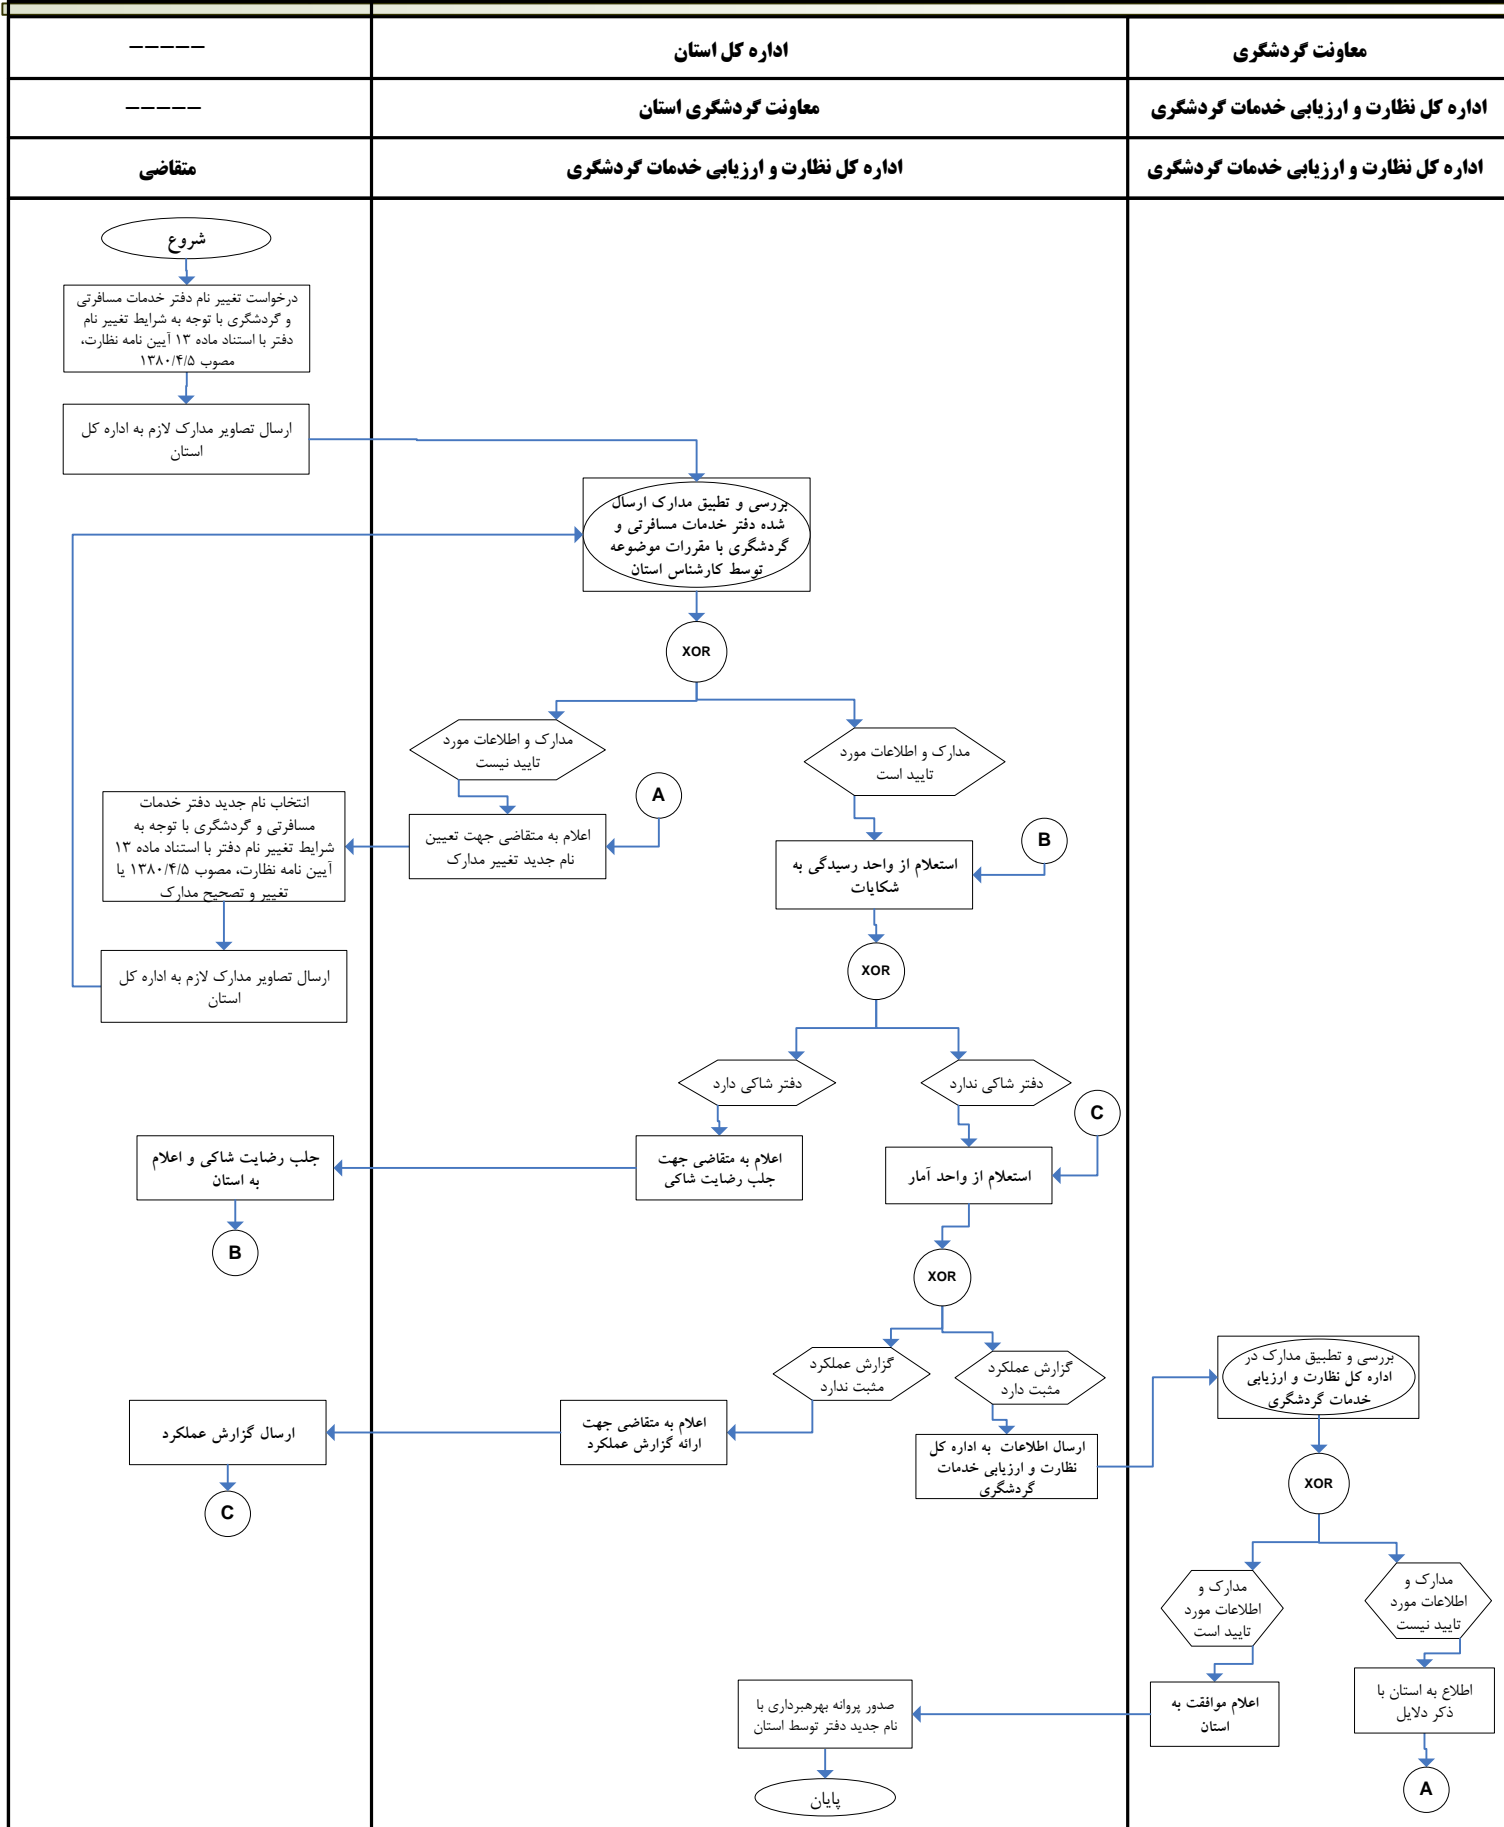 معاونت گردشگری
اداره کل استان
-----
اداره کل نظارت و ارزیابی خدمات گردشگری
معاونت گردشگری استان
-----
اداره کل نظارت و ارزیابی خدمات گردشگری
اداره کل نظارت و ارزیابی خدمات گردشگری
متقاضی
شروع
درخواست تغییر نام دفتر خدمات مسافرتی
و گردشگری با توجه به شرایط تغییر نام
دفتر با استناد ماده ۱۳ آیین نامه نظارت،
مصوب ۱۳۸۰/۴/۵
ارسال تصاویر مدارک لازم به اداره کل
استان
بررسی و تطبیق مدارک ارسال
شده دفتر خدمات مسافرتی و
گردشگری با مقررات موضوعه
توسط کارشناس استان
XOR
مدارک و اطلاعات مورد
تایید است
مدارک و اطلاعات مورد
تایید نیست
A
اعلام به متقاضی جهت تعیین
نام جدید تغییر مدارک
انتخاب نام جدید دفتر خدمات
مسافرتی و گردشگری با توجه به
شرایط تغییر نام دفتر با استناد ماده ۱۳
آیین نامه نظارت، مصوب ۱۳۸۰/۴/۵ یا
تغییر و تصحیح مدارک
ارسال تصاویر مدارک لازم به اداره کل
استان
B
استعلام از واحد رسیدگی به
شکایات
XOR
دفتر شاکی ندارد
دفتر شاکی دارد
C
اعلام به متقاضی جهت
جلب رضایت شاکی
جلب رضایت شاکی و اعلام
به استان
B
استعلام از واحد آمار
XOR
گزارش عملکرد
مثبت دارد
گزارش عملکرد
مثبت ندارد
اعلام به متقاضی جهت
ارائه گزارش عملکرد
ارسال گزارش عملکرد
C
ارسال اطلاعات به اداره کل
نظارت و ارزیابی خدمات
گردشگری
بررسی و تطبیق مدارک در
اداره کل نظارت و ارزیابی
خدمات گردشگری
XOR
مدارک و
اطلاعات مورد
تایید نیست
مدارک و
اطلاعات مورد
تایید است
اطلاع به استان با
ذکر دلایل
A
اعلام موافقت به
استان
صدور پروانه بهرهبرداری با
نام جدید دفتر توسط استان
پایان